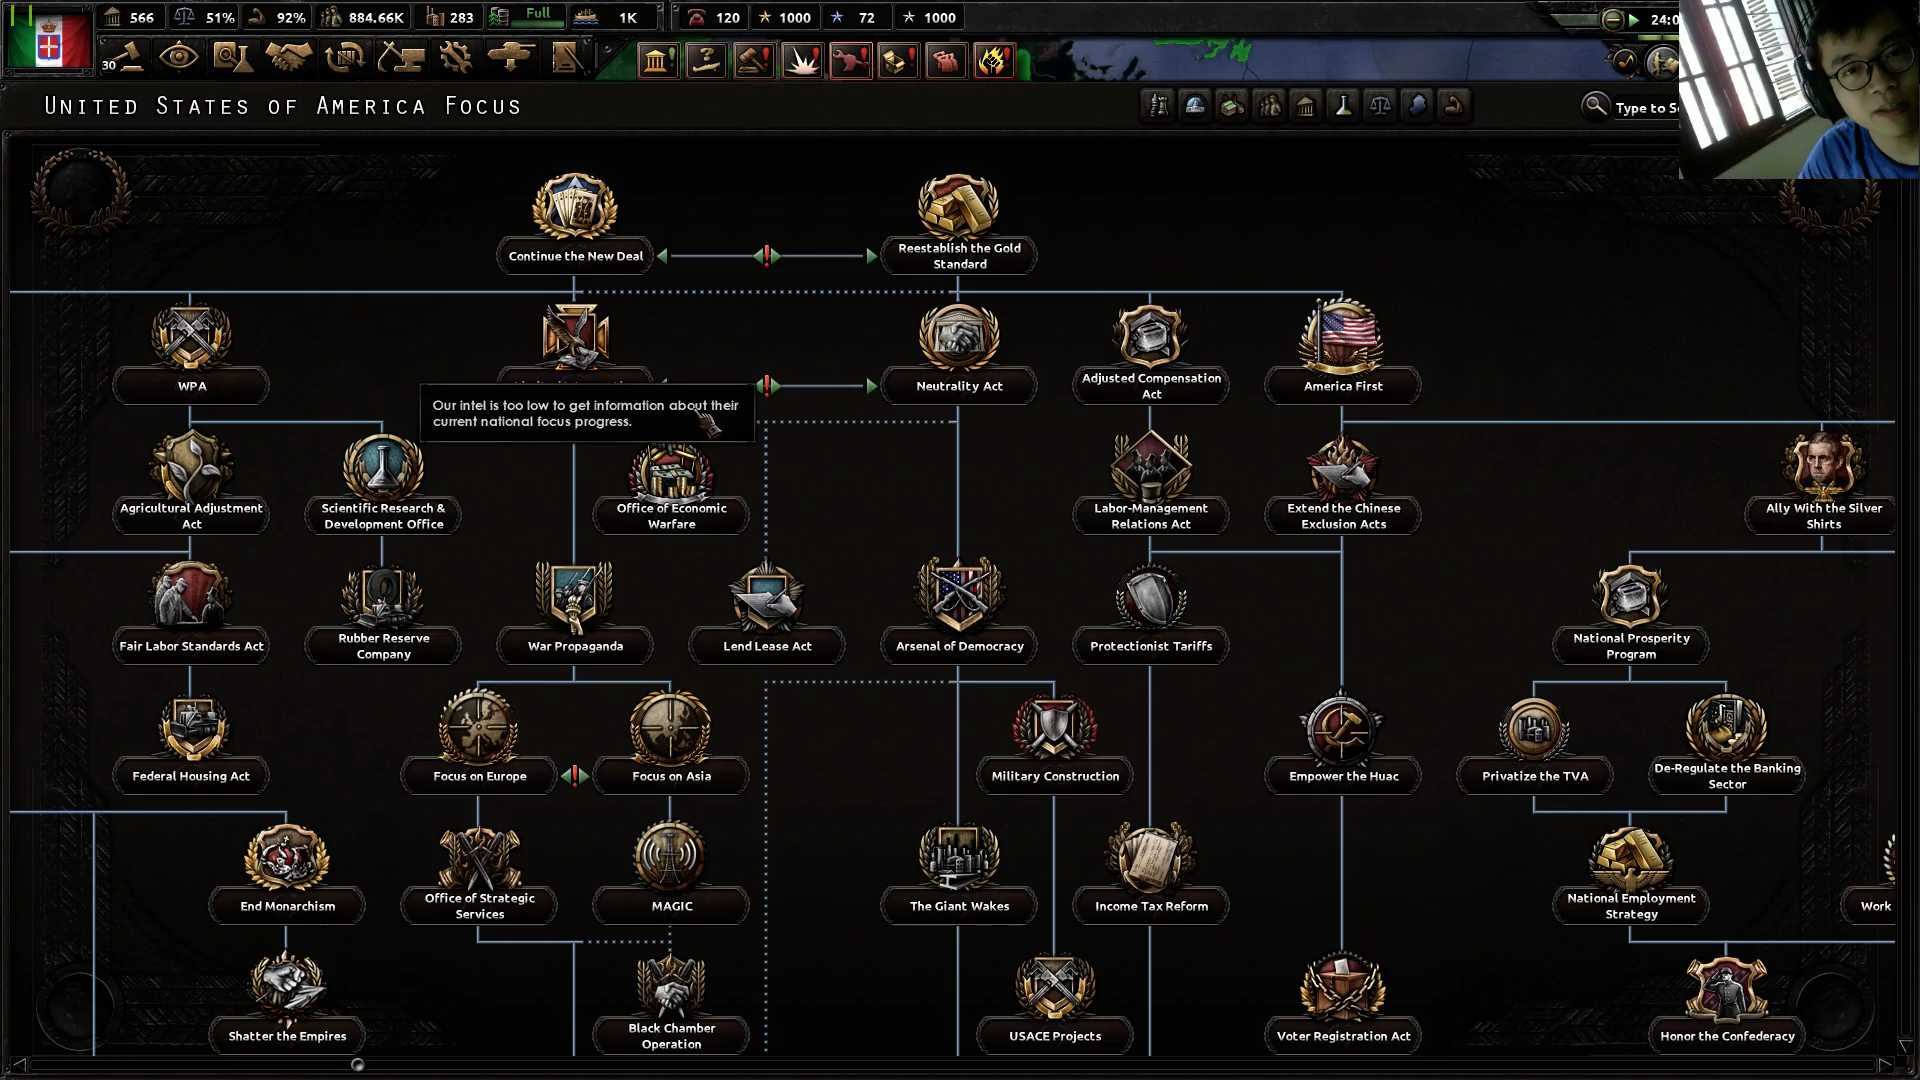 566
51%
92%
884.66K
283
Full
1K
120
1000
72
1000
30
UNITED STATES OF AMERICA FOCUS
Continue the New Deal
Reestablish the Gold
Standard
WPA
Neutrality Act
Adjusted Compensation
Act
America First
Our intel is too low to get information about their
current national focus progress.
Agricultural Adjustment
Act
Scientific Research &
Development Office
Office of Economic
Warfare
Labor-Management
Relations Act
Extend the Chinese
Exclusion Acts
Ally With the Silver
Shirts
Fair Labor Standards Act
Rubber Reserve
Company
War Propaganda
Lend Lease Act
Arsenal of Democracy
Protectionist Tariffs
National Prosperity
Program
Federal Housing Act
Focus on Europe
Focus on Asia
Military Construction
Empower the Huac
Privatize the TVA
De-Regulate the Banking
Sector
End Monarchism
Office of Strategic
Services
MAGIC
The Giant Wakes
Income Tax Reform
National Employment
Strategy
Work
Shatter the Empires
Black Chamber
Operation
USACE Projects
Voter Registration Act
Honor the Confederacy